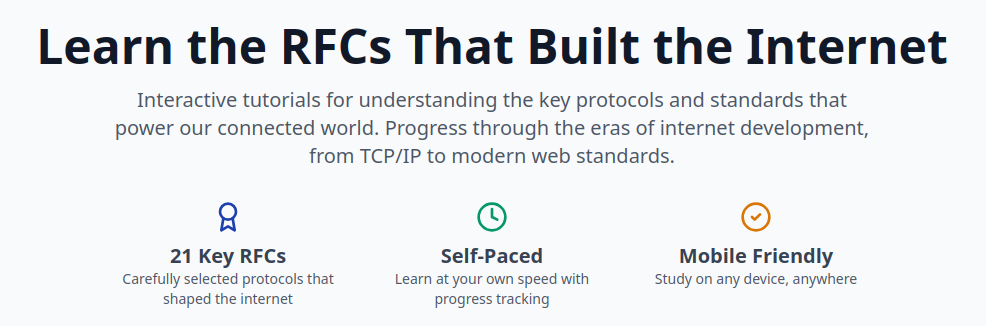 Learn the RFCs That Built the Internet
Interactive tutorials for understanding the key protocols and standards that
power our connected world. Progress through the eras of internet development,
from TCP/IP to modern web standards.
21 Key RFCs
Carefully selected protocols that
shaped the internet
Self-Paced
Learn at your own speed with
progress tracking
Mobile Friendly
Study on any device, anywhere